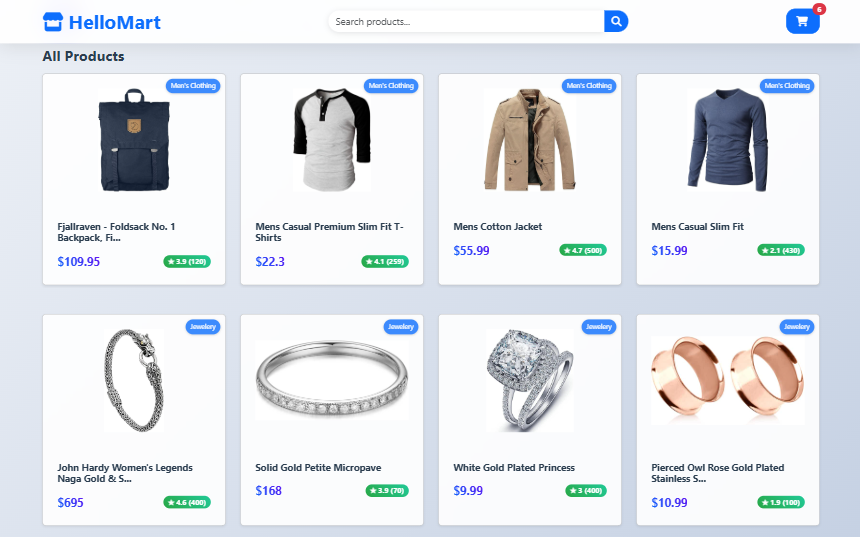 HelloMart
Search products...
6
All Products
Men's Clothing
Men's Clothing
Men's Clothing
Men's Clothing
Fjallraven - Foldsack No. 1
Backpack, Fi...
$109.95
3.9 (120)
Mens Casual Premium Slim Fit T-
Shirts
$22.3
4.1 (259)
Mens Cotton Jacket
$55.99
4.7 (500)
Mens Casual Slim Fit
$15.99
2.1 (430)
Jewelery
Jewelery
Jewelery
Jewelery
John Hardy Women's Legends
Naga Gold & S...
$695
4.6 (400)
Solid Gold Petite Micropave
$168
3.9 (70)
White Gold Plated Princess
$9.99
3 (400)
Pierced Owl Rose Gold Plated
Stainless S...
$10.99
1.9 (100)